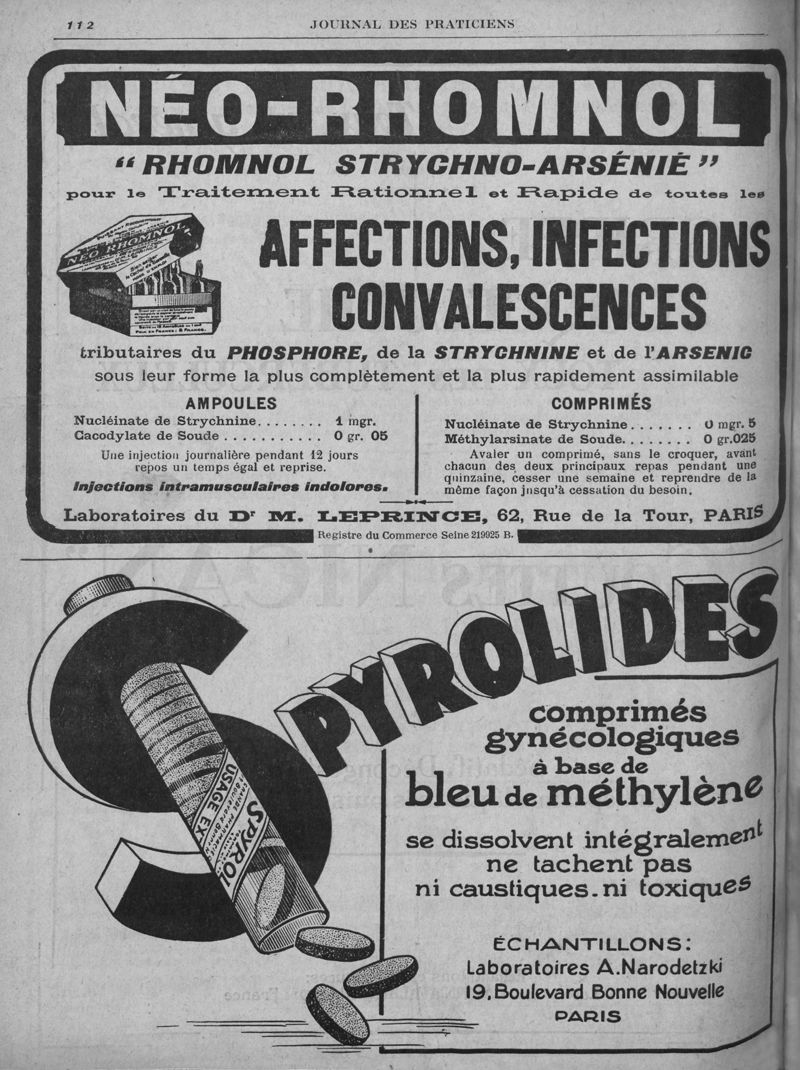 112
JOURNAL DES PRATICIENS
NÉO-RHOMNOL
“RHOMNOL STRYCHNO-ARSÉNIÉ”
pour le Traitement Rationnel et Rapide de toutes les
NÉO RHOMNOL
AFFECTIONS, INFECTIONS
CONVALESCENCES
tributaires du PHOSPHORE, de la STRYCHNINE et de l'ARSENIC
sous leur forme la plus complètement et la plus rapidement assimilable
AMPOULES
Nucléinate de Strychnine........ 1 mgr.
Cacodylate de Soude ........... 0 gr. 05
Une injection journalière pendant 12 jours
repos un temps égal et reprise.
Injections intramusculaires indolores.
COMPRIMÉS
Nucléinate de Strychnine....... 0 mgr. 5
Méthylarsinate de Soude........ 0 gr.025
Avaler un comprimé, sans le croquer, avant
chacun des deux principaux repas pendant une
quinzaine, cesser une semaine et reprendre de la
même façon jusqu'à cessation du besoin.
Laboratoires du Dr M. LEPRINCE, 62, Rue de la Tour, PARIS
Registre du Commerce Seine 219925 B.
SPYROLIDES
USAGE EX
SPYROL
comprimés
gynécologiques
à base de
bleu de méthylène
se dissolvent intégralement
ne tachent pas
ni caustiques. ni toxiques
ÉCHANTILLONS:
Laboratoires A.Narodetzki
19, Boulevard Bonne Nouvelle
PARIS